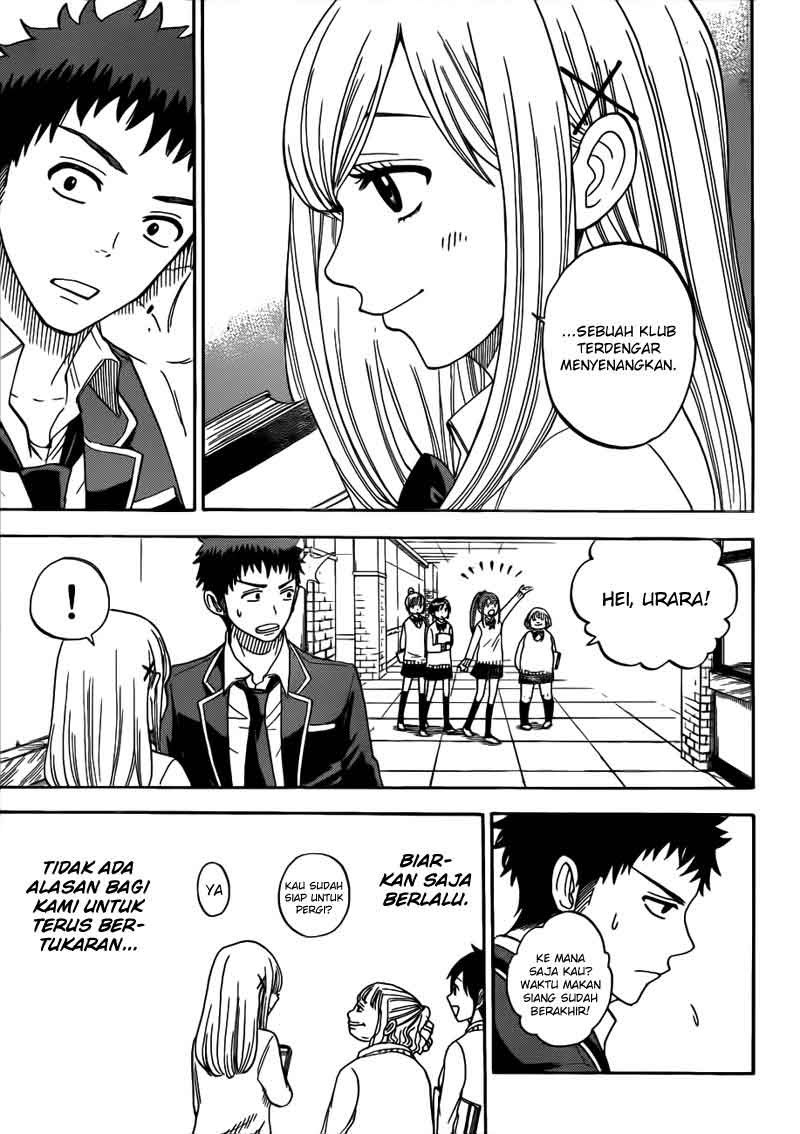 ...SEBUAH KLUB
TERDENGAR
MENYENANGKAN.
HEI, URARA!
!
KE MANA
SAJA KAU?
WAKTU MAKAN
SIANG SUDAH
BERAKHIR!
BIAR-
KAN SAJA
BERLALU.
KAU SUDAH
SIAP UNTUK
PERGI?
YA
TIDAK ADA
ALASAN BAGI
KAMI UNTUK
TERUS BER-
TUKARAN...